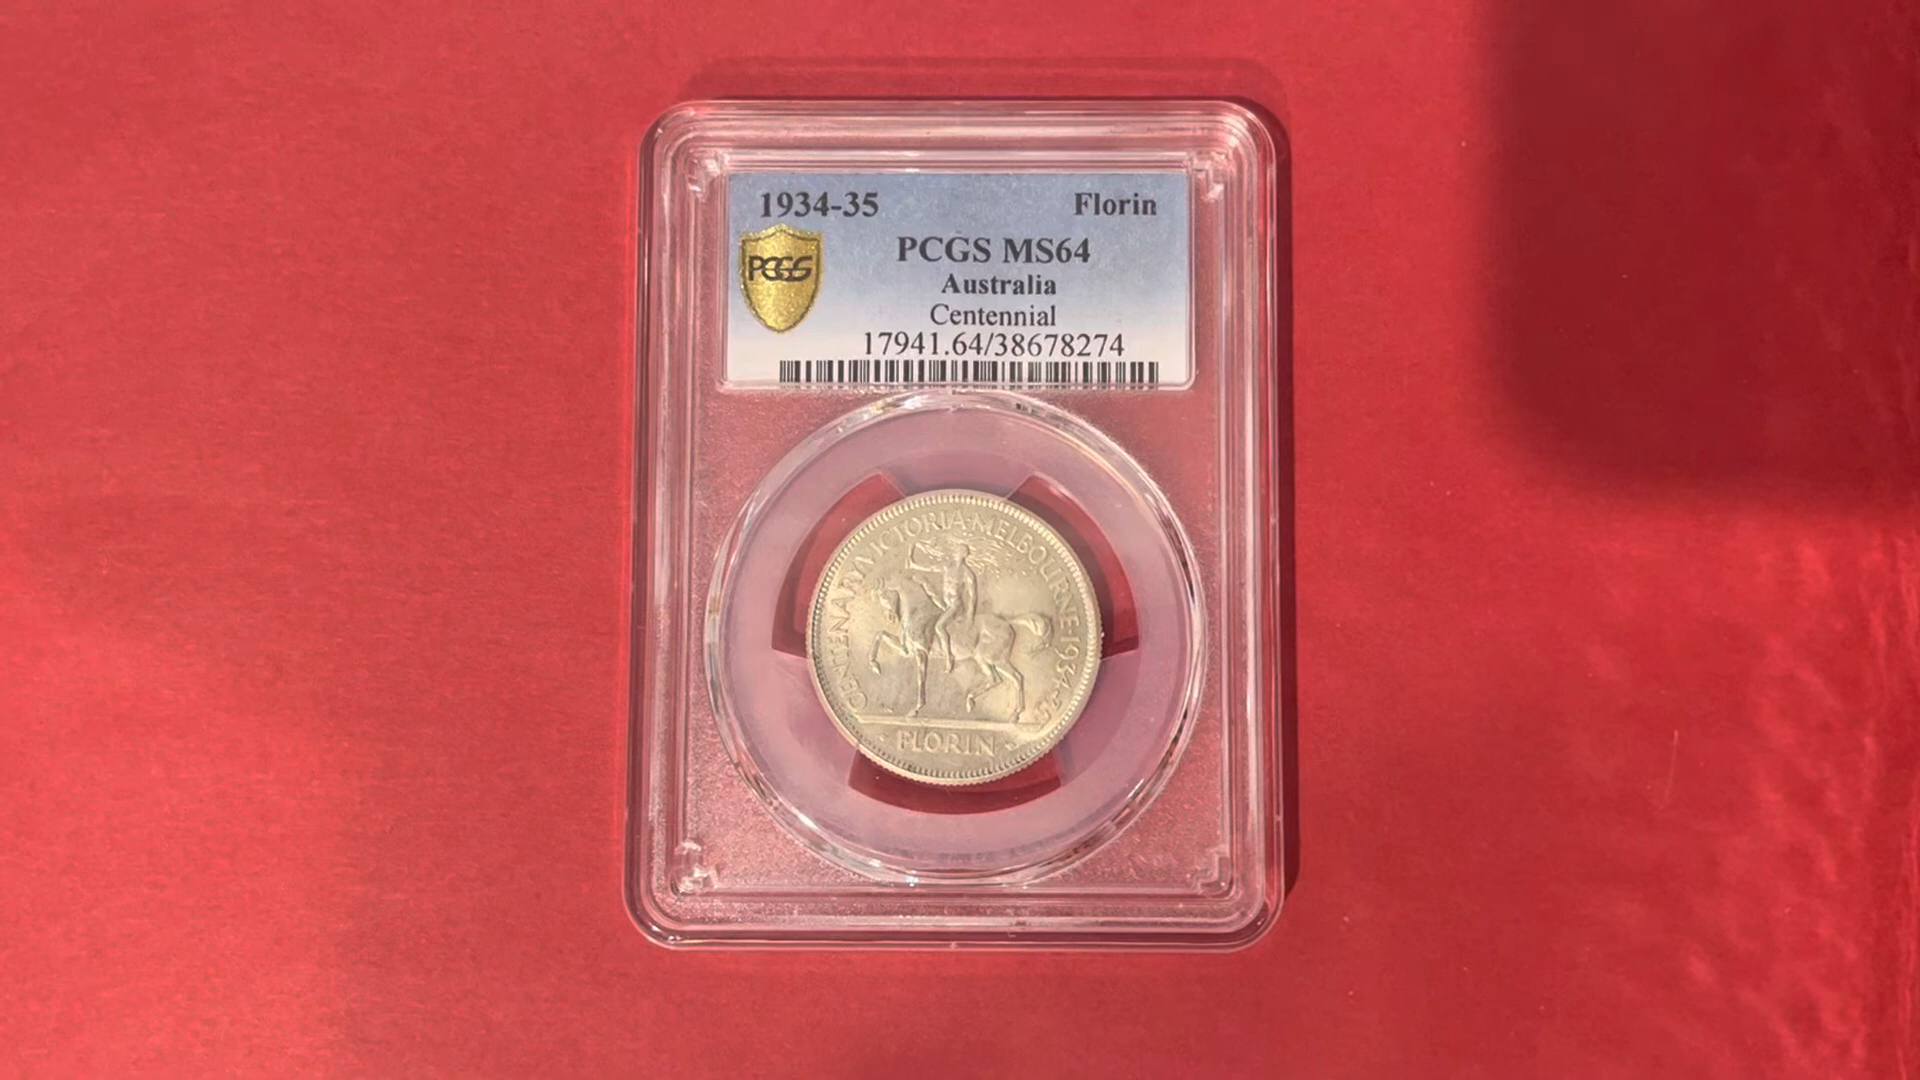 1934-35 Florin
PCGS MS64
PCGS
Australia
Centennial
17941.64/38678274
CENTENARY·VICTORIA·MELBOURNE·1934-35
FLORIN